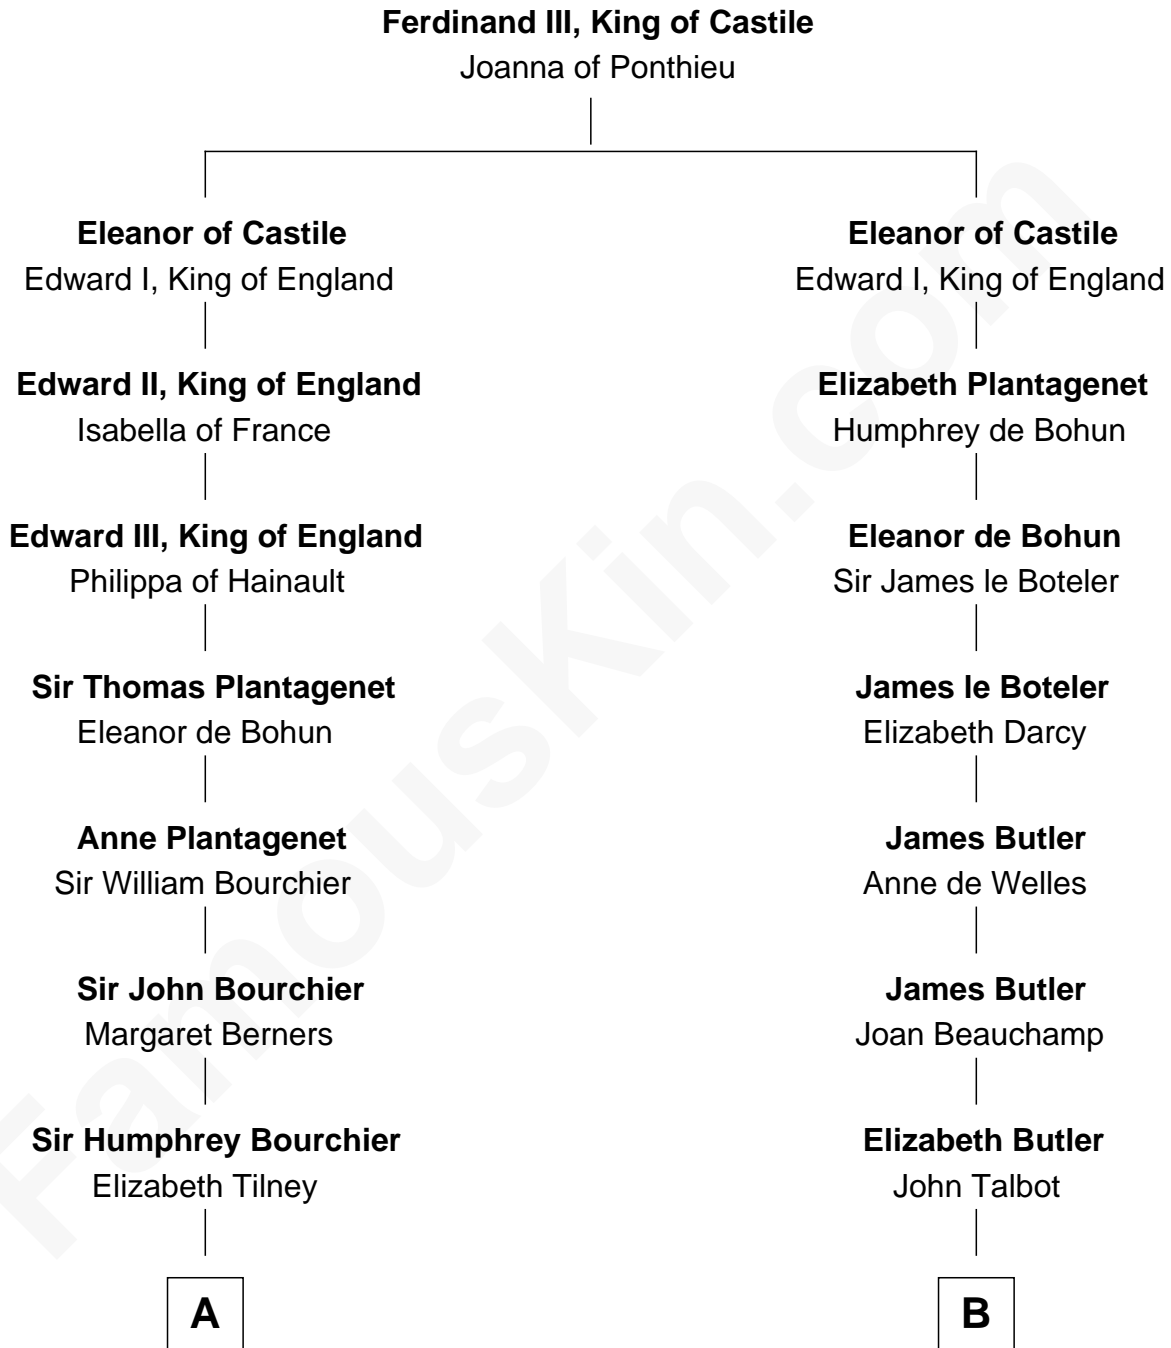 Ferdinand III, King of Castile
Joanna of Ponthieu
Eleanor of Castile
Edward I, King of England
Edward II, King of England
Isabella of France
Edward III, King of England
Philippa of Hainault
Sir Thomas Plantagenet
Eleanor de Bohun
Anne Plantagenet
Sir William Bourchier
Sir John Bourchier
Margaret Berners
Sir Humphrey Bourchier
Elizabeth Tilney
A
Eleanor of Castile
Edward I, King of England
Elizabeth Plantagenet
Humphrey de Bohun
Eleanor de Bohun
Sir James le Boteler
James le Boteler
Elizabeth Darcy
James Butler
Anne de Welles
James Butler
Joan Beauchamp
Elizabeth Butler
John Talbot
B
FamousKin.com